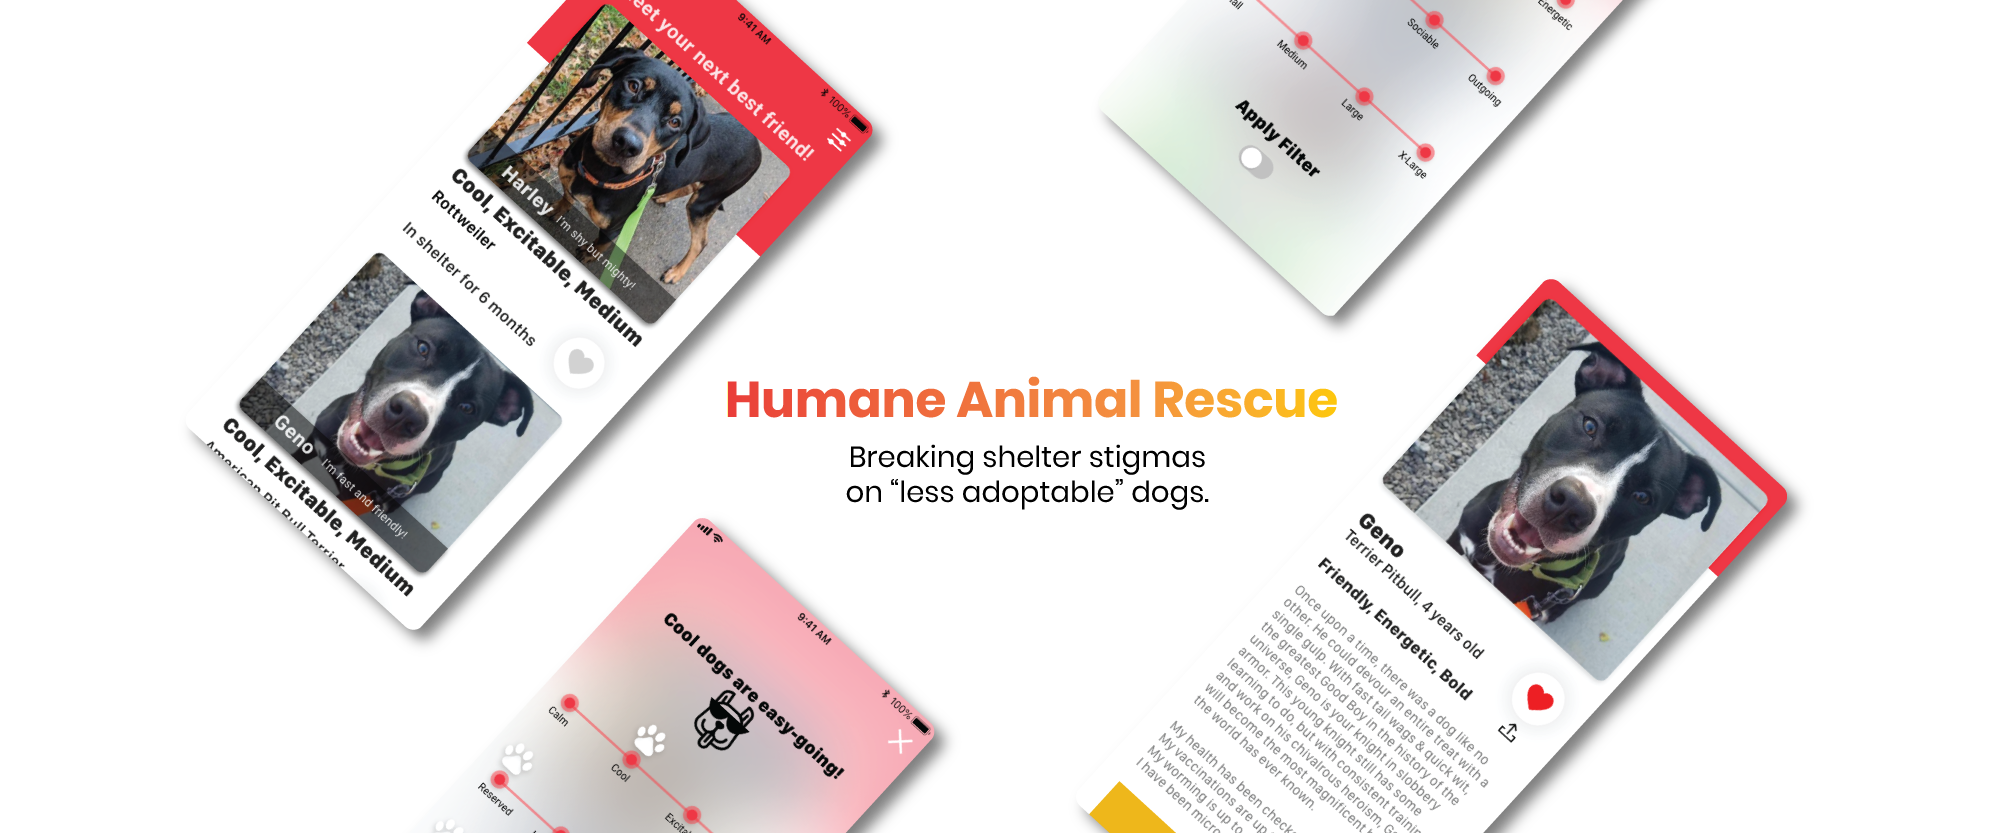 9:41 AM
100%
eet your next best friend!
Harley
I'm shy but mighty!
Cool, Excitable, Medium
Rottweiler
In shelter for 6 months
Geno
I'm fast and friendly!
Cool, Excitable, Medium
American Pit Bull Terrier
Sociable
Outgoing
Energetic
Medium
Large
X-Large
Apply Filter
Humane Animal Rescue
Breaking shelter stigmas
on “less adoptable” dogs.
9:41 AM
100%
Cool dogs are easy-going!
Calm
Cool
Reserved
Geno
Terrier Pitbull, 4 years old
Friendly, Energetic, Bold
Once upon a time, there was a dog like no
other. He could devour an entire treat with a
single gulp. With fast tail wags & quick wit,
the greatest Good Boy in the history of the
universe, Geno is your knight in slobbery
armor. This young knight still has some
learning to do, but with consistent
and work on his chivalrous heroism,
will become the most magnificent
the world has ever known.
My health has been
My vaccinations are up
My worming is up to
I have been